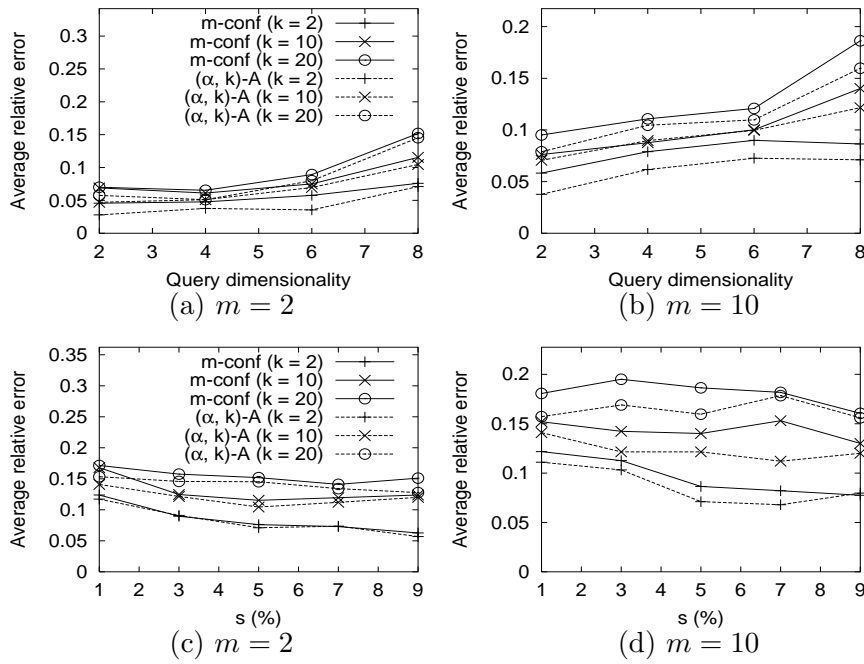 0
0.05
0.1
0.15
0.2
0.25
0.3
2 3 4 5 6 7 8
Average relative error
Query dimensionality
m-conf (k = 2)
m-conf (k = 10)
m-conf (k = 20)
(α, k)-A (k = 2)
(α, k)-A (k = 10)
(α, k)-A (k = 20)
(a) m = 2
0
0.05
0.1
0.15
0.2
2 3 4 5 6 7 8
Average relative error
Query dimensionality
(b) m = 10
0
0.05
0.1
0.15
0.2
0.25
0.3
0.35
1 2 3 4 5 6 7 8 9
Average relative error
s (%)
m-conf (k = 2)
m-conf (k = 10)
m-conf (k = 20)
(α, k)-A (k = 2)
(α, k)-A (k = 10)
(α, k)-A (k = 20)
(c) m = 2
0
0.05
0.1
0.15
0.2
1 2 3 4 5 6 7 8 9
Average relative error
s (%)
(d) m = 10